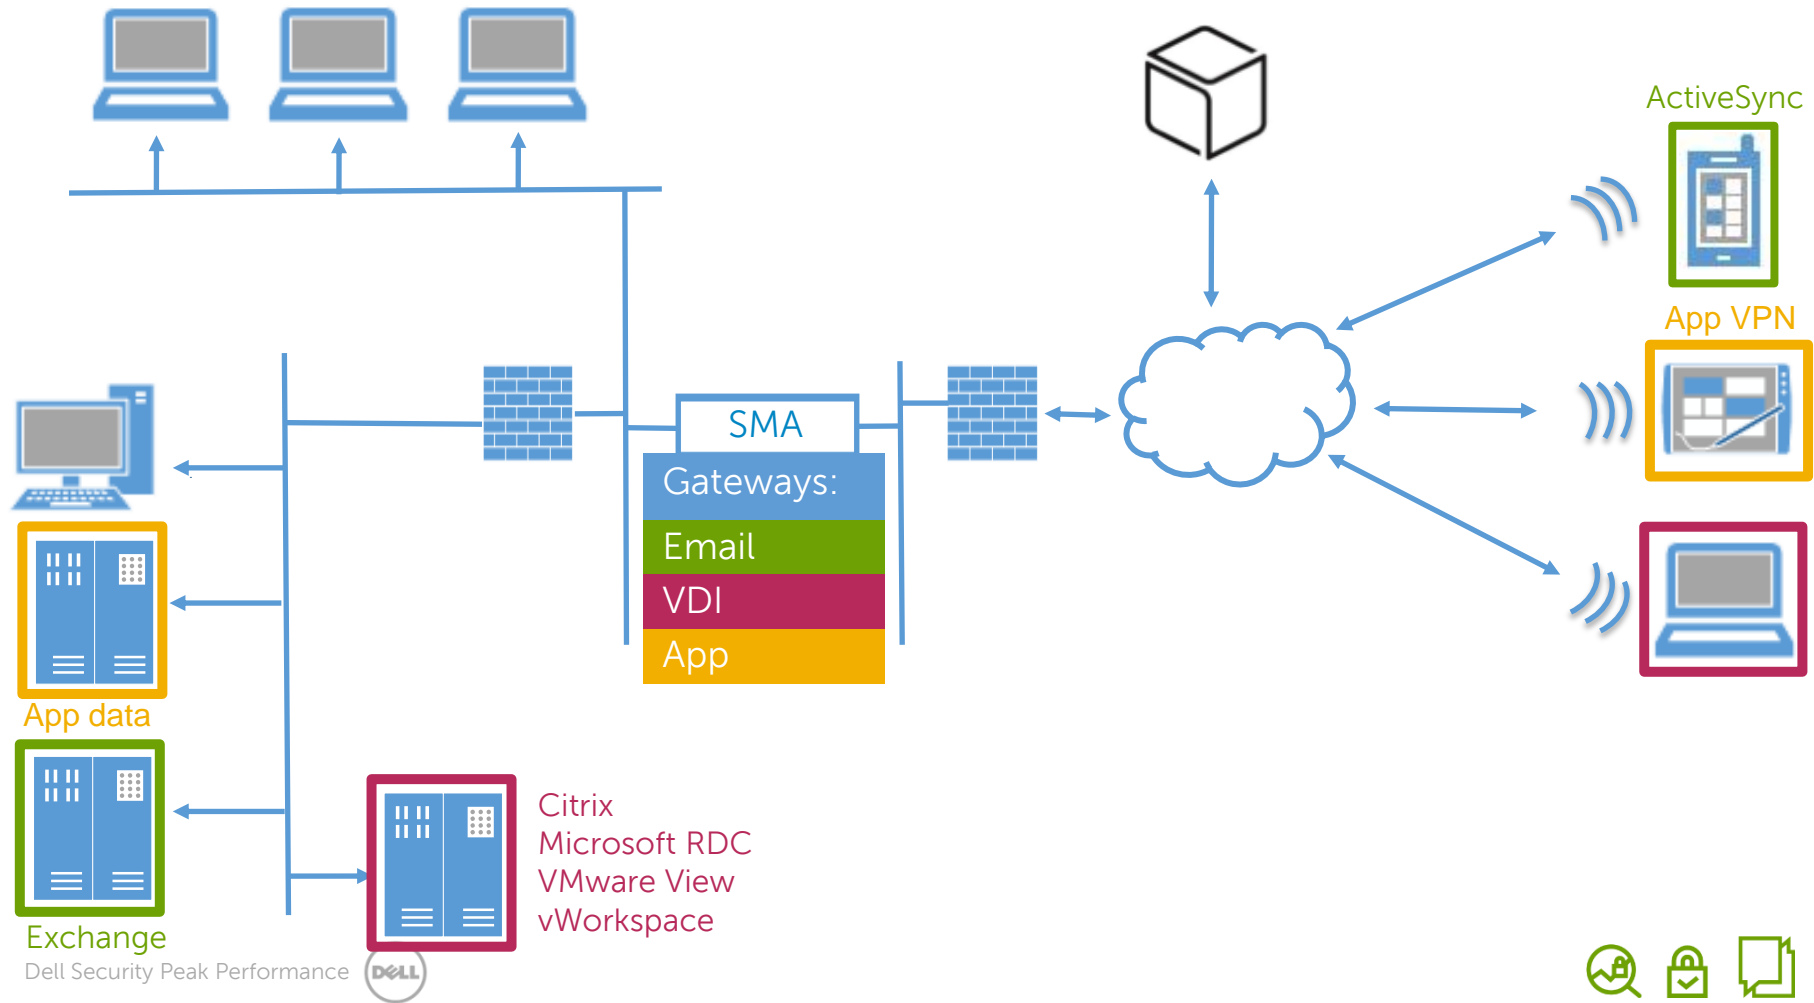 ActiveSync
App VPN
SMA
Gateways:
Email
VDI
App
App data
Citrix
Microsoft RDC
VMware View
vWorkspace
Exchange
Dell Security Peak Performance
DELL